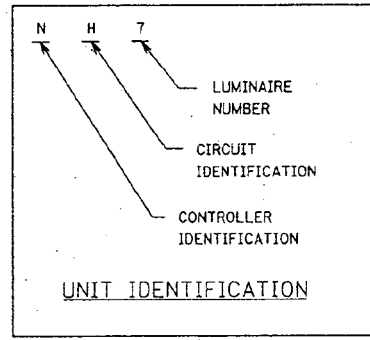 N H 7
LUMINAIRE
NUMBER
CIRCUIT
IDENTIFICATION
CONTROLLER
IDENTIFICATION
UNIT IDENTIFICATION